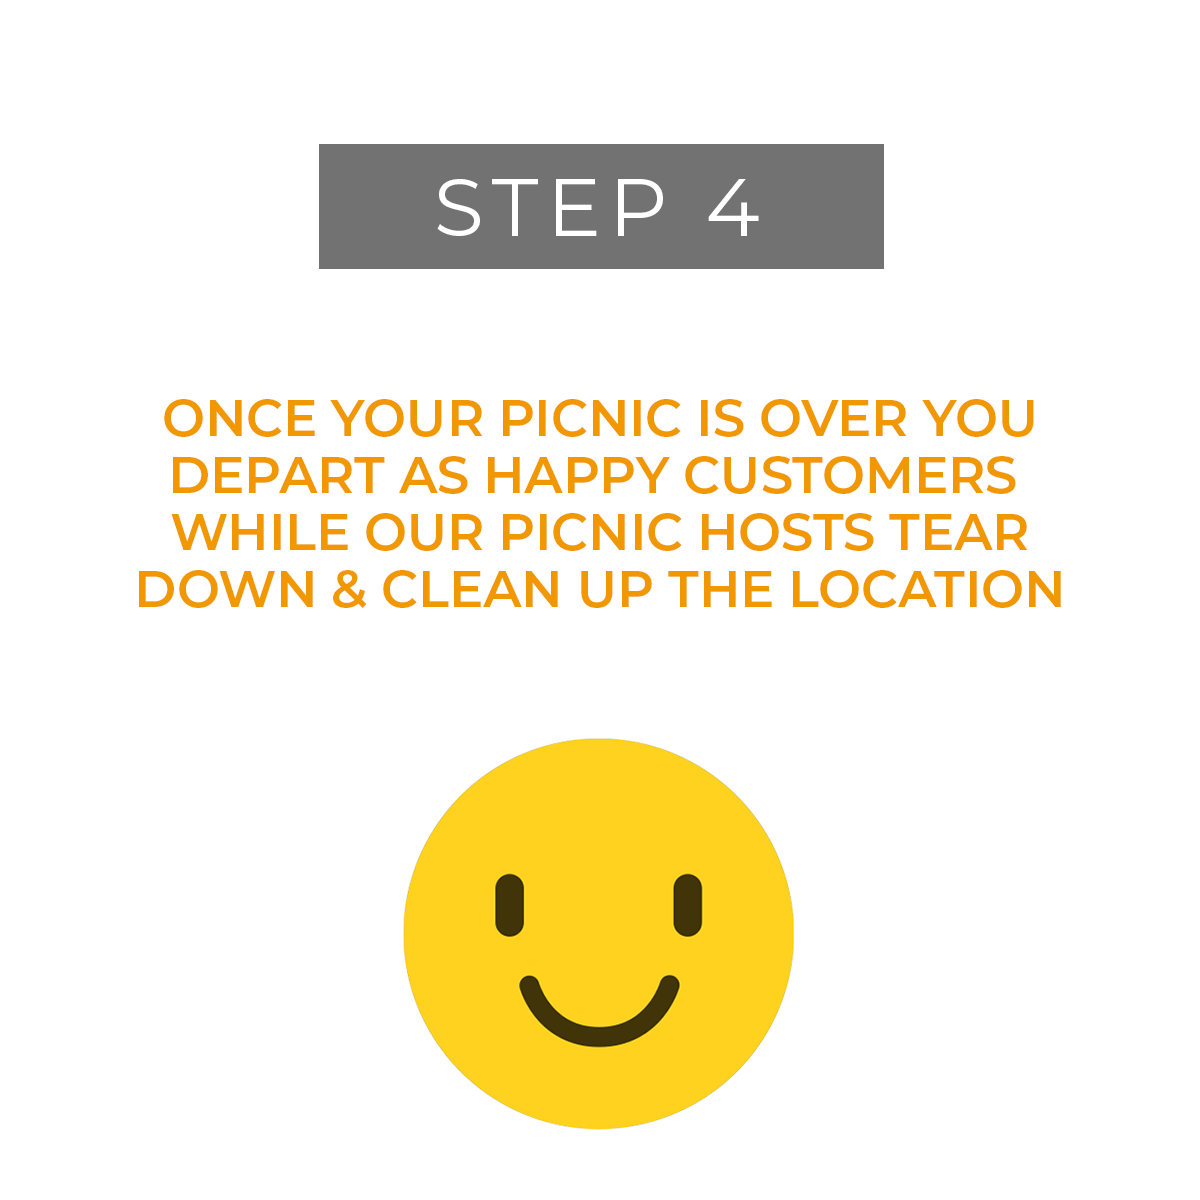 STEP 4
ONCE YOUR PICNIC IS OVER YOU
DEPART AS HAPPY CUSTOMERS
WHILE OUR PICNIC HOSTS TEAR
DOWN & CLEAN UP THE LOCATION